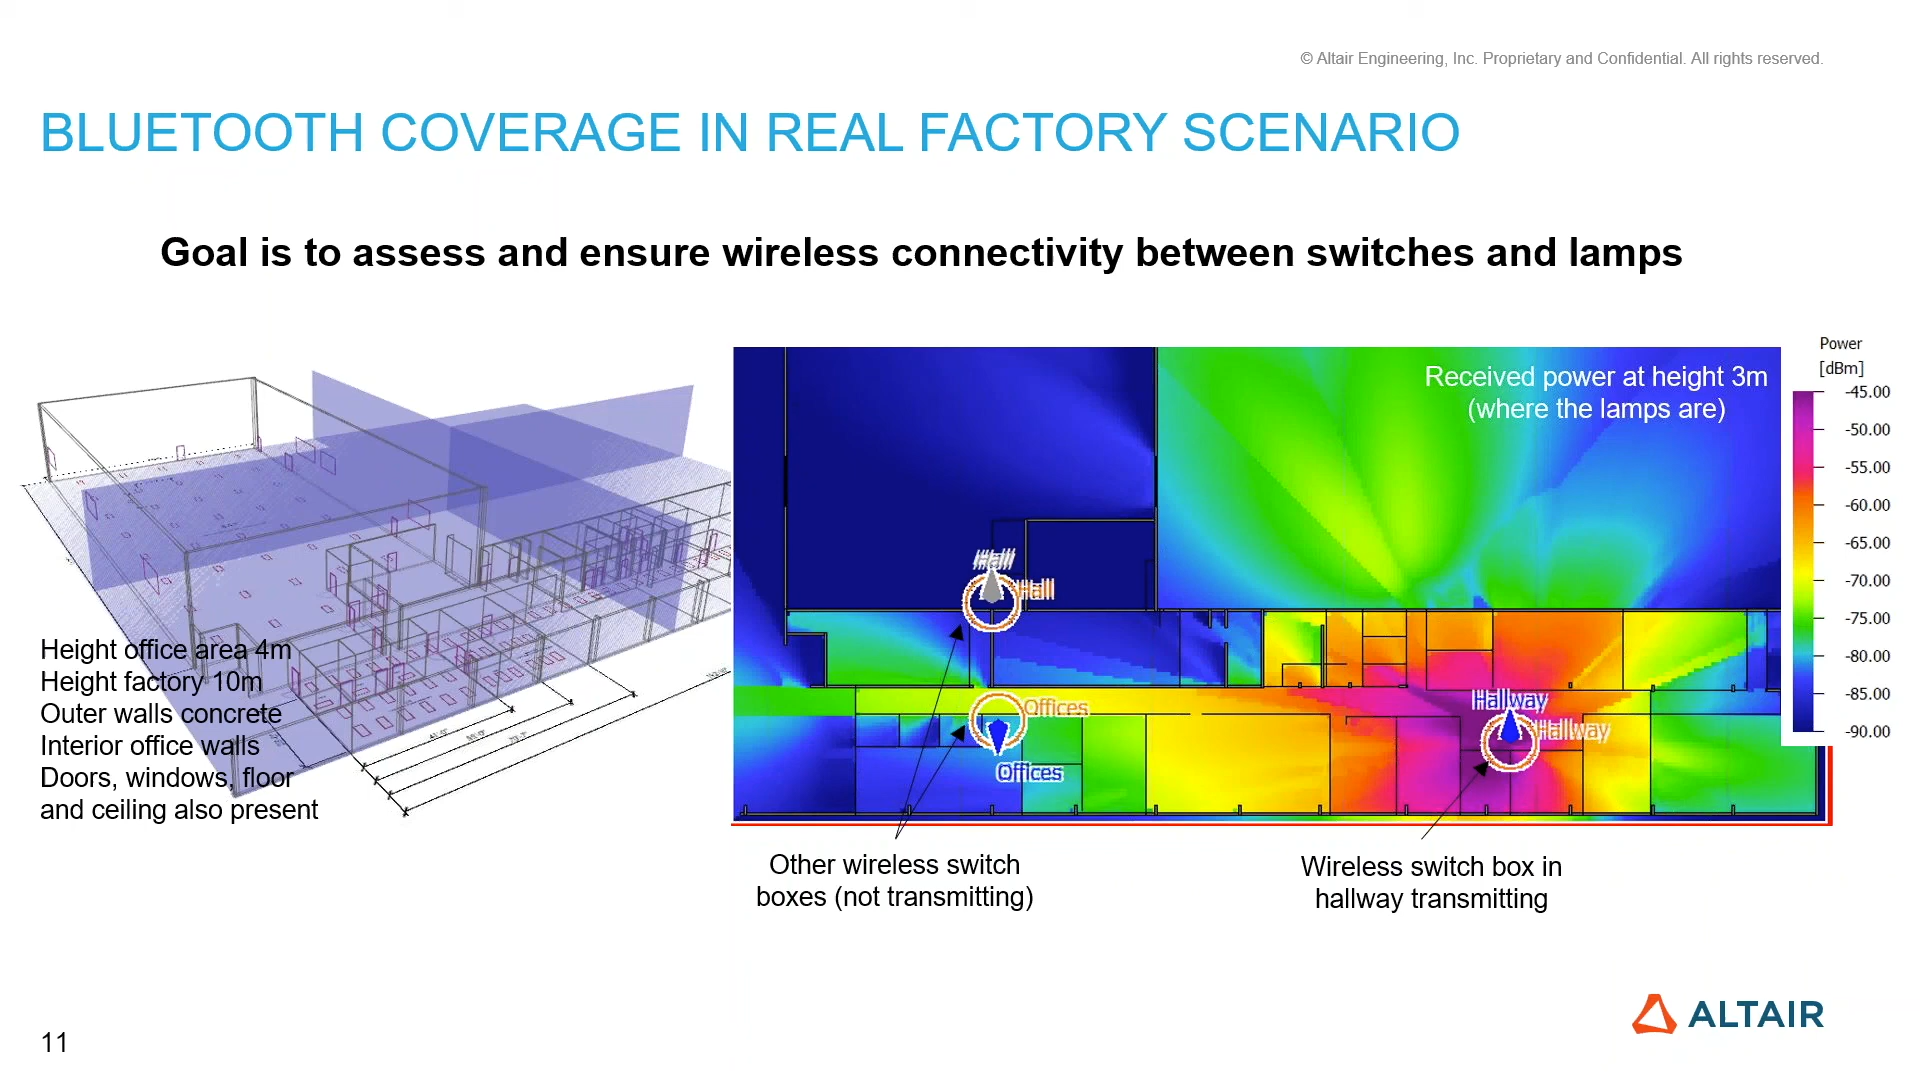 © Altair Engineering, Inc. Proprietary and Confidential. All rights reserved.
BLUETOOTH COVERAGE IN REAL FACTORY SCENARIO
Goal is to assess and ensure wireless connectivity between switches and lamps
Height office area 4m
Height factory 10m
Outer walls concrete
Interior office walls
Doors, windows, floor
and ceiling also present
Received power at height 3m
(where the lamps are)
Power
[dBm]
-45.00
-50.00
-55.00
-60.00
-65.00
-70.00
-75.00
-80.00
-85.00
-90.00
Hall
Hall
Offices
Offices
Hallway
Hallway
Other wireless switch
boxes (not transmitting)
Wireless switch box in
hallway transmitting
ALTAIR
11